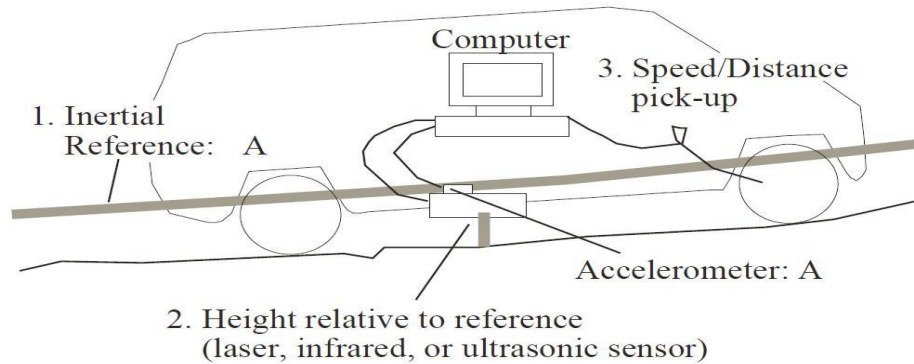 Computer
3. Speed/Distance
pick-up
1. Inertial
Reference: A
Accelerometer: A
2. Height relative to reference
(laser, infrared, or ultrasonic sensor)